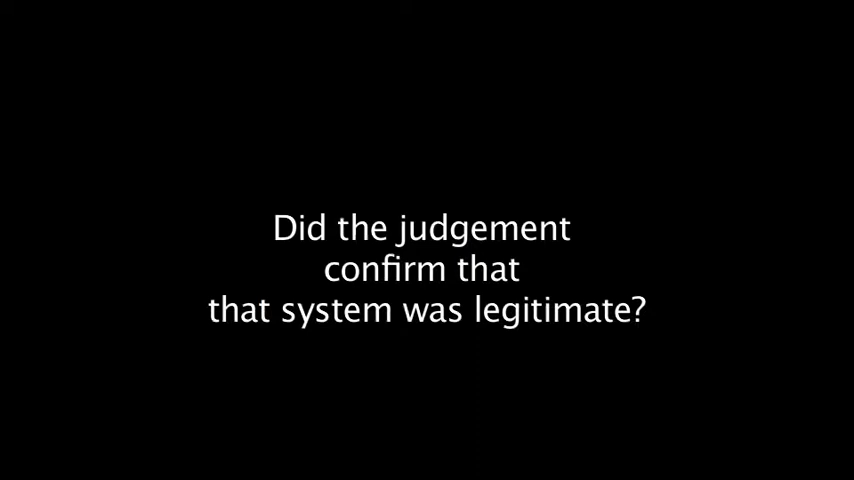 Did the judgement
confirm that
that system was legitimate?